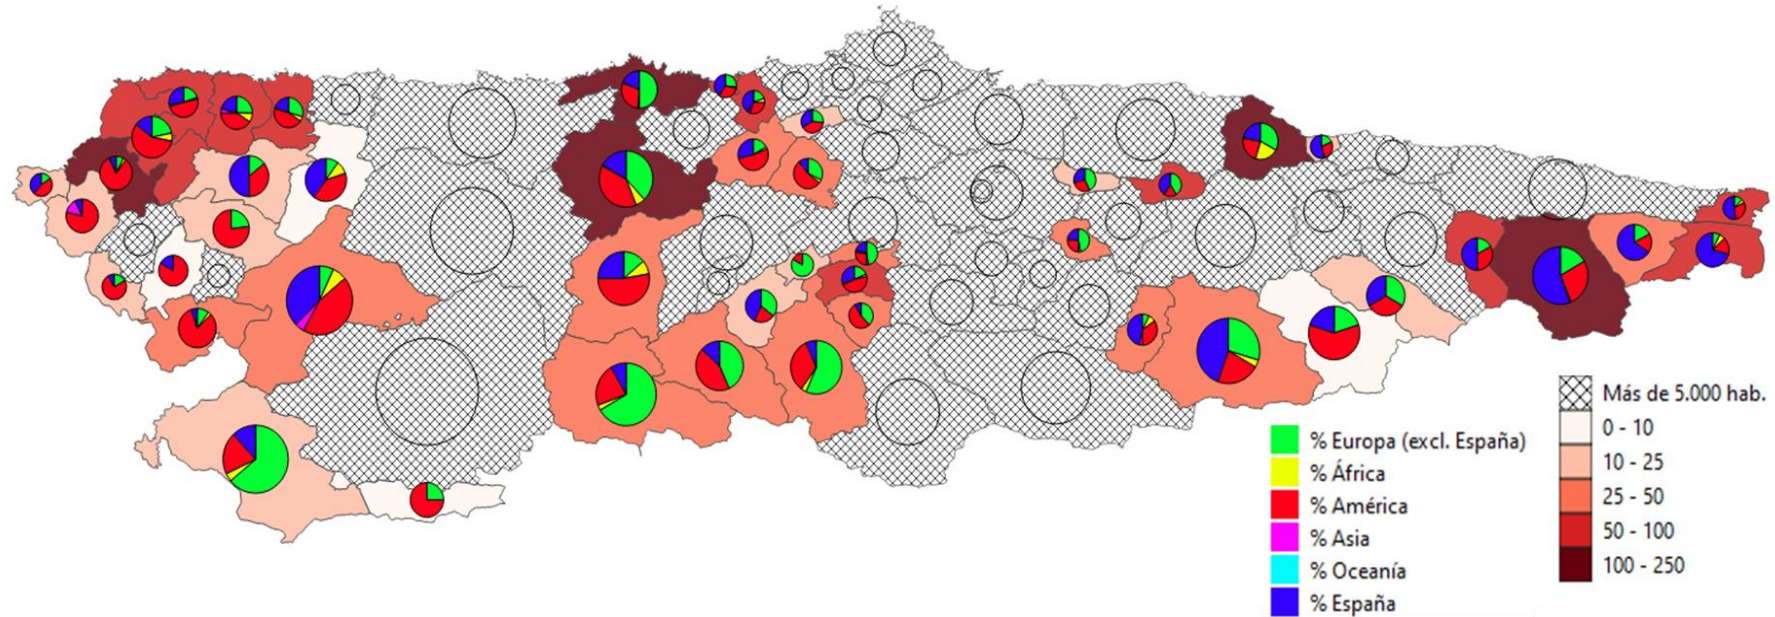 % Europa (excl. España)
% África
% América
% Asia
% Oceanía
% España
Más de 5.000 hab.
0 - 10
10 - 25
25 - 50
50 - 100
100 - 250